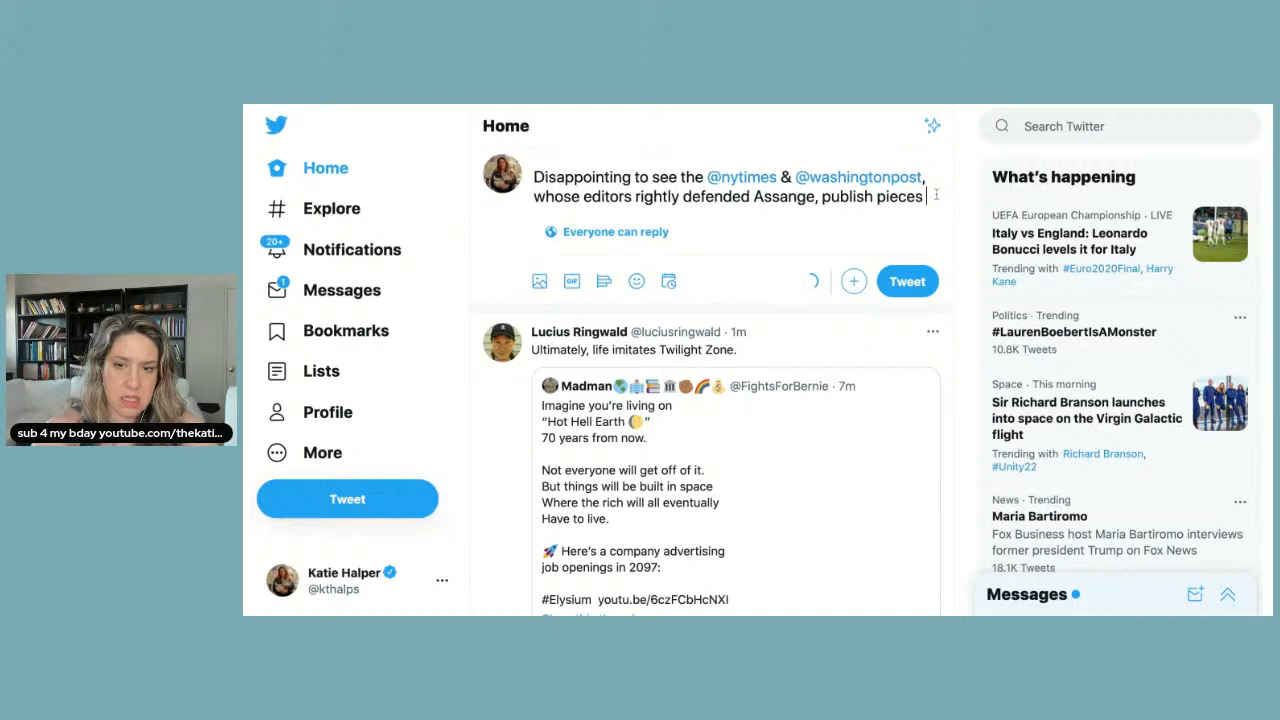 sub 4 my bday youtube.com/thekati...
Home
Explore
20+
Notifications
1
Messages
Bookmarks
Lists
Profile
More
Tweet
Katie Halper
@kthalps
Home
Disappointing to see the @nytimes & @washingtonpost,
whose editors rightly defended Assange, publish pieces
Everyone can reply
GIF
Tweet
Lucius Ringwald @luciusringwald · 1m
Ultimately, life imitates Twilight Zone.
Madman🌎🏥📚🏛✊🏾🌈💰 @FightsForBernie · 7m
Imagine you're living on
"Hot Hell Earth 🌔"
70 years from now.
Not everyone will get off of it.
But things will be built in space
Where the rich will all eventually
Have to live.
🚀 Here's a company advertising
job openings in 2097:
#Elysium youtu.be/6czFCbHcNXI
Search Twitter
What's happening
UEFA European Championship · LIVE
Italy vs England: Leonardo
Bonucci levels it for Italy
Trending with #Euro2020Final, Harry
Kane
Politics · Trending
#LaurenBoebertIsAMonster
10.8K Tweets
Space · This morning
Sir Richard Branson launches
into space on the Virgin Galactic
flight
Trending with Richard Branson,
#Unity22
News · Trending
Maria Bartiromo
Fox Business host Maria Bartiromo interviews
former president Trump on Fox News
18.1K Tweets
Messages